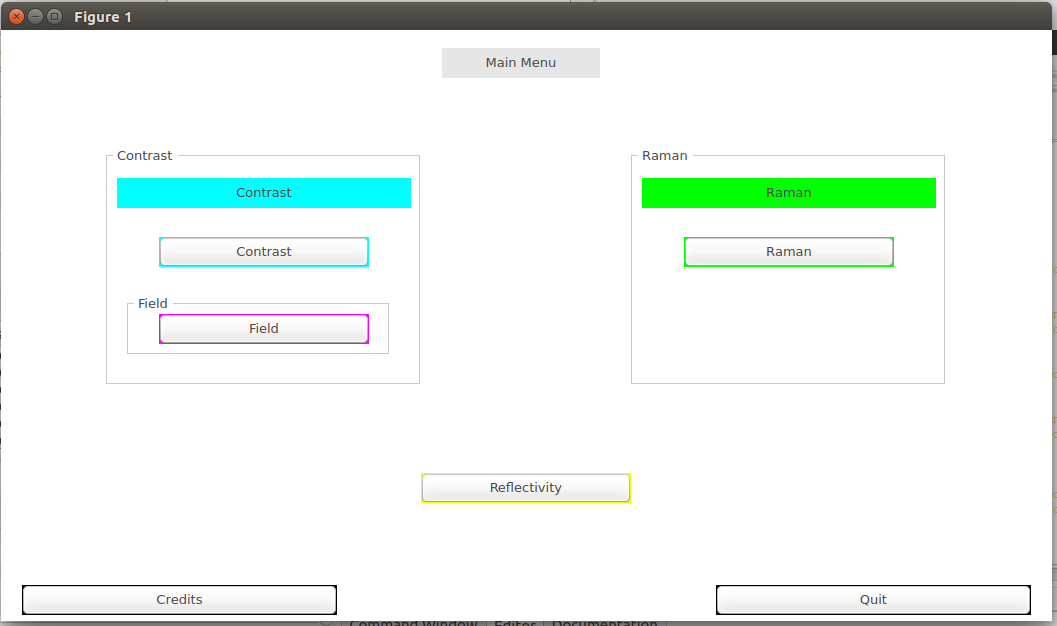 Figure 1
Main Menu
Contrast
Contrast
Contrast
Field
Field
Raman
Raman
Raman
Reflectivity
Credits
Quit
Command Window Editor Documentation